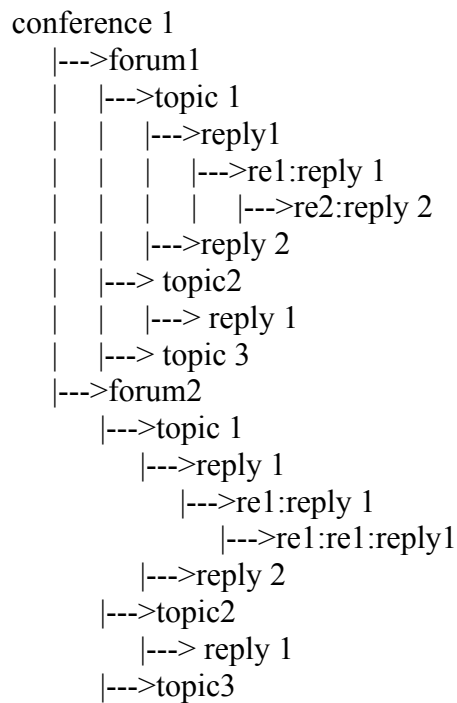 conference 1
|--->forum1
| |--->topic 1
| | |--->reply1
| | | |--->re1:reply 1
| | | | |--->re2:reply 2
| | |--->reply 2
| |---> topic2
| | |---> reply 1
| |---> topic 3
|--->forum2
|--->topic 1
|--->reply 1
|--->re1:reply 1
|--->re1:re1:reply1
|--->reply 2
|--->topic2
|---> reply 1
|--->topic3